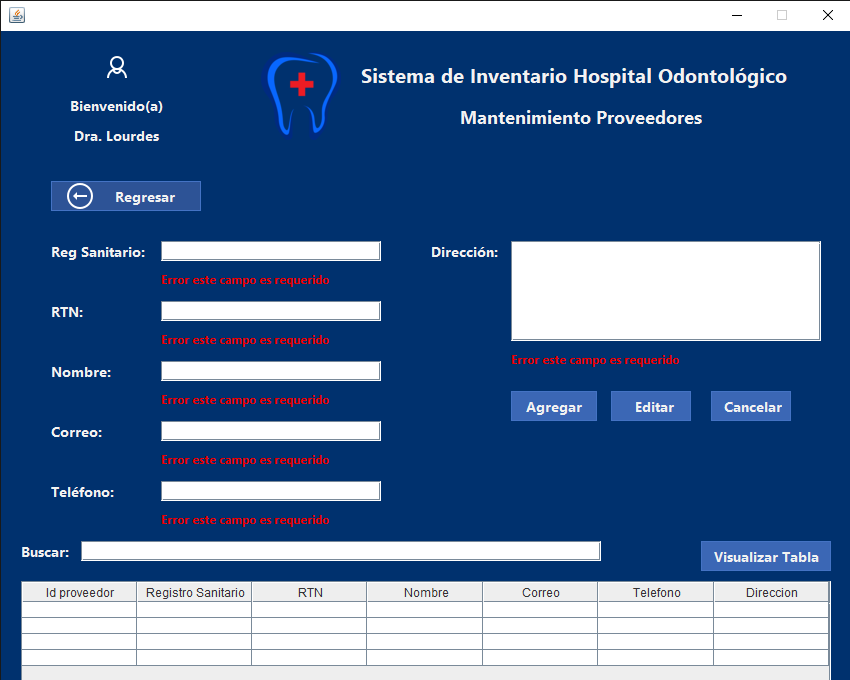 Sistema de Inventario Hospital Odontológico
Mantenimiento Proveedores
Bienvenido(a)
Dra. Lourdes
Regresar
Reg Sanitario:
Error este campo es requerido
RTN:
Error este campo es requerido
Nombre:
Error este campo es requerido
Correo:
Error este campo es requerido
Teléfono:
Error este campo es requerido
Dirección:
Error este campo es requerido
Agregar Editar Cancelar
Buscar:
Visualizar Tabla
Id proveedor Registro Sanitario RTN Nombre Correo Telefono Direccion